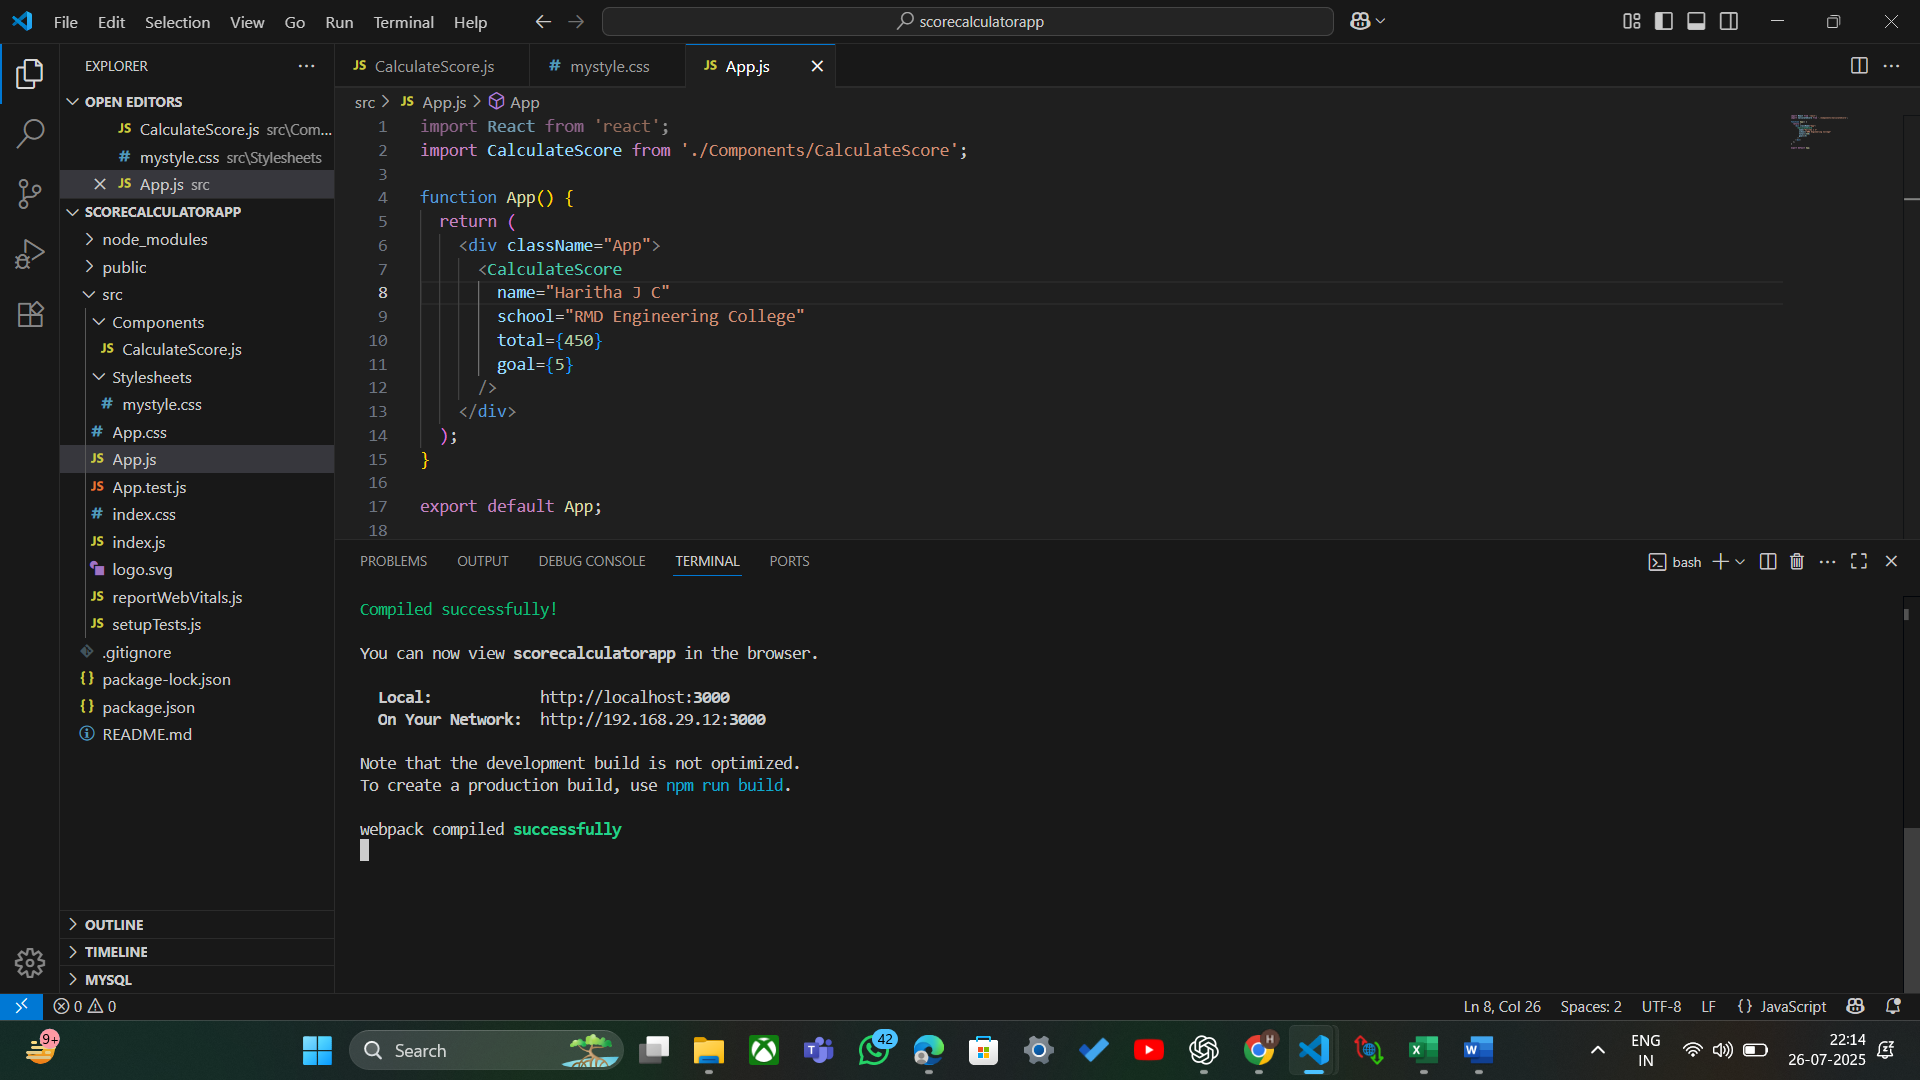 File Edit Selection View Go Run Terminal Help
scorecalculatorapp
EXPLORER
OPEN EDITORS
JS CalculateScore.js src\Com...
# mystyle.css src\Stylesheets
JS App.js src
SCORECALCULATORAPP
node_modules
public
src
Components
JS CalculateScore.js
Stylesheets
# mystyle.css
# App.css
JS App.js
JS App.test.js
# index.css
JS index.js
logo.svg
JS reportWebVitals.js
JS setupTests.js
.gitignore
{} package-lock.json
{} package.json
README.md
OUTLINE
TIMELINE
MYSQL
JS CalculateScore.js
# mystyle.css
JS App.js
src > JS App.js > App
1 import React from 'react';
2 import CalculateScore from './Components/CalculateScore';
3
4 function App() {
5 return (
6 <div className="App">
7 <CalculateScore
8 name="Haritha J C"
9 school="RMD Engineering College"
10 total={450}
11 goal={5}
12 />
13 </div>
14 );
15 }
16
17 export default App;
18
PROBLEMS OUTPUT DEBUG CONSOLE TERMINAL PORTS
bash
Compiled successfully!
You can now view scorecalculatorapp in the browser.
Local: http://localhost:3000
On Your Network: http://192.168.29.12:3000
Note that the development build is not optimized.
To create a production build, use npm run build.
webpack compiled successfully
0 0
Ln 8, Col 26 Spaces: 2 UTF-8 LF {} JavaScript
9+
Search
42
H
ENG
IN
22:14
26-07-2025